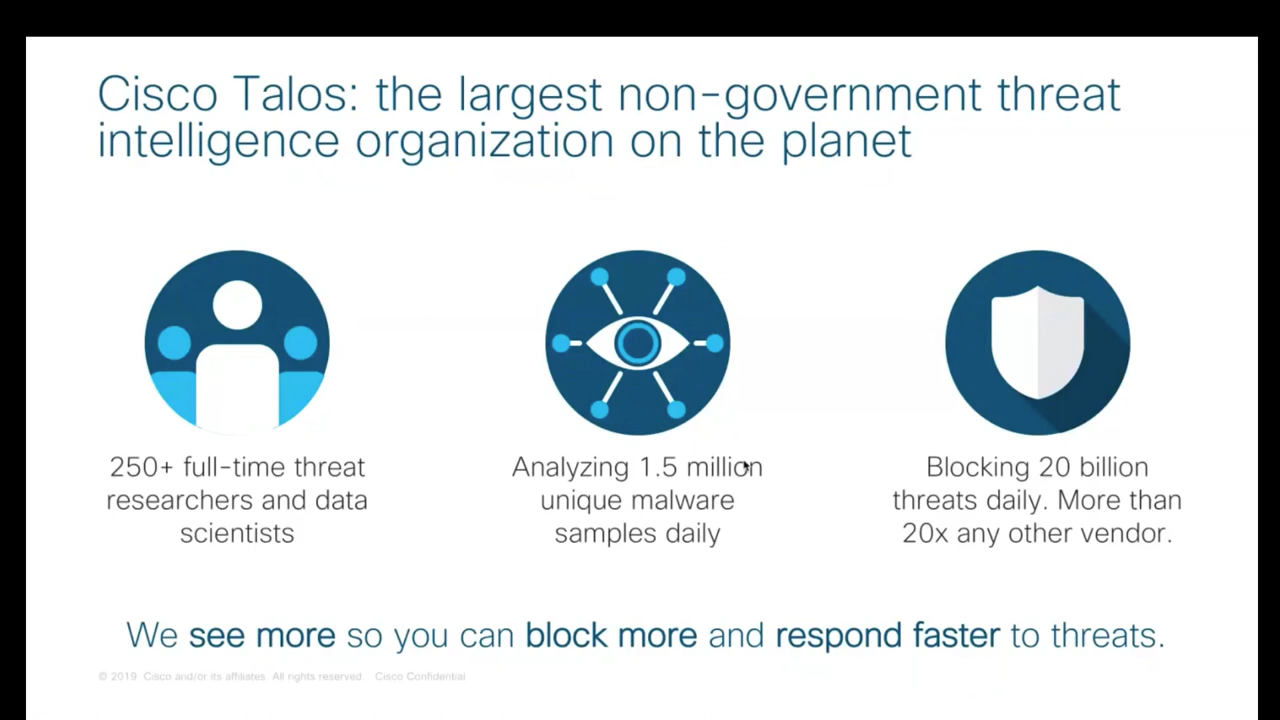 Cisco Talos: the largest non-government threat
intelligence organization on the planet
250+ full-time threat
researchers and data
scientists
Analyzing 1.5 million
unique malware
samples daily
Blocking 20 billion
threats daily. More than
20x any other vendor.
We see more so you can block more and respond faster to threats.
© 2019 Cisco and/or its affiliates. All rights reserved. Cisco Confidential